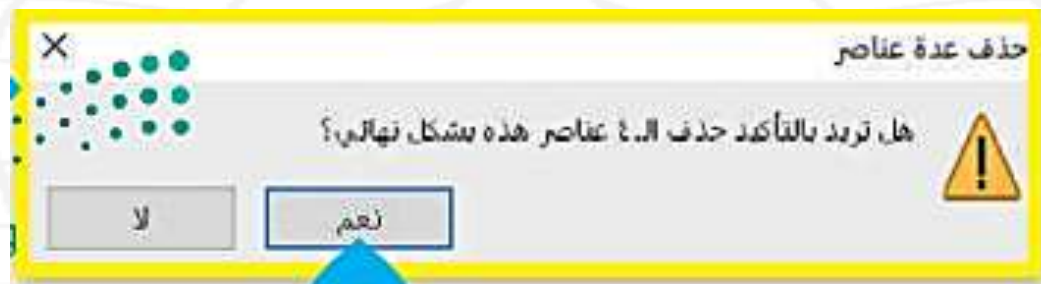 حذف عدة عناصر
هل تريد بالتأكيد حذف الـ ٤ عناصر هذه بشكل نهائي؟
نعم
لا